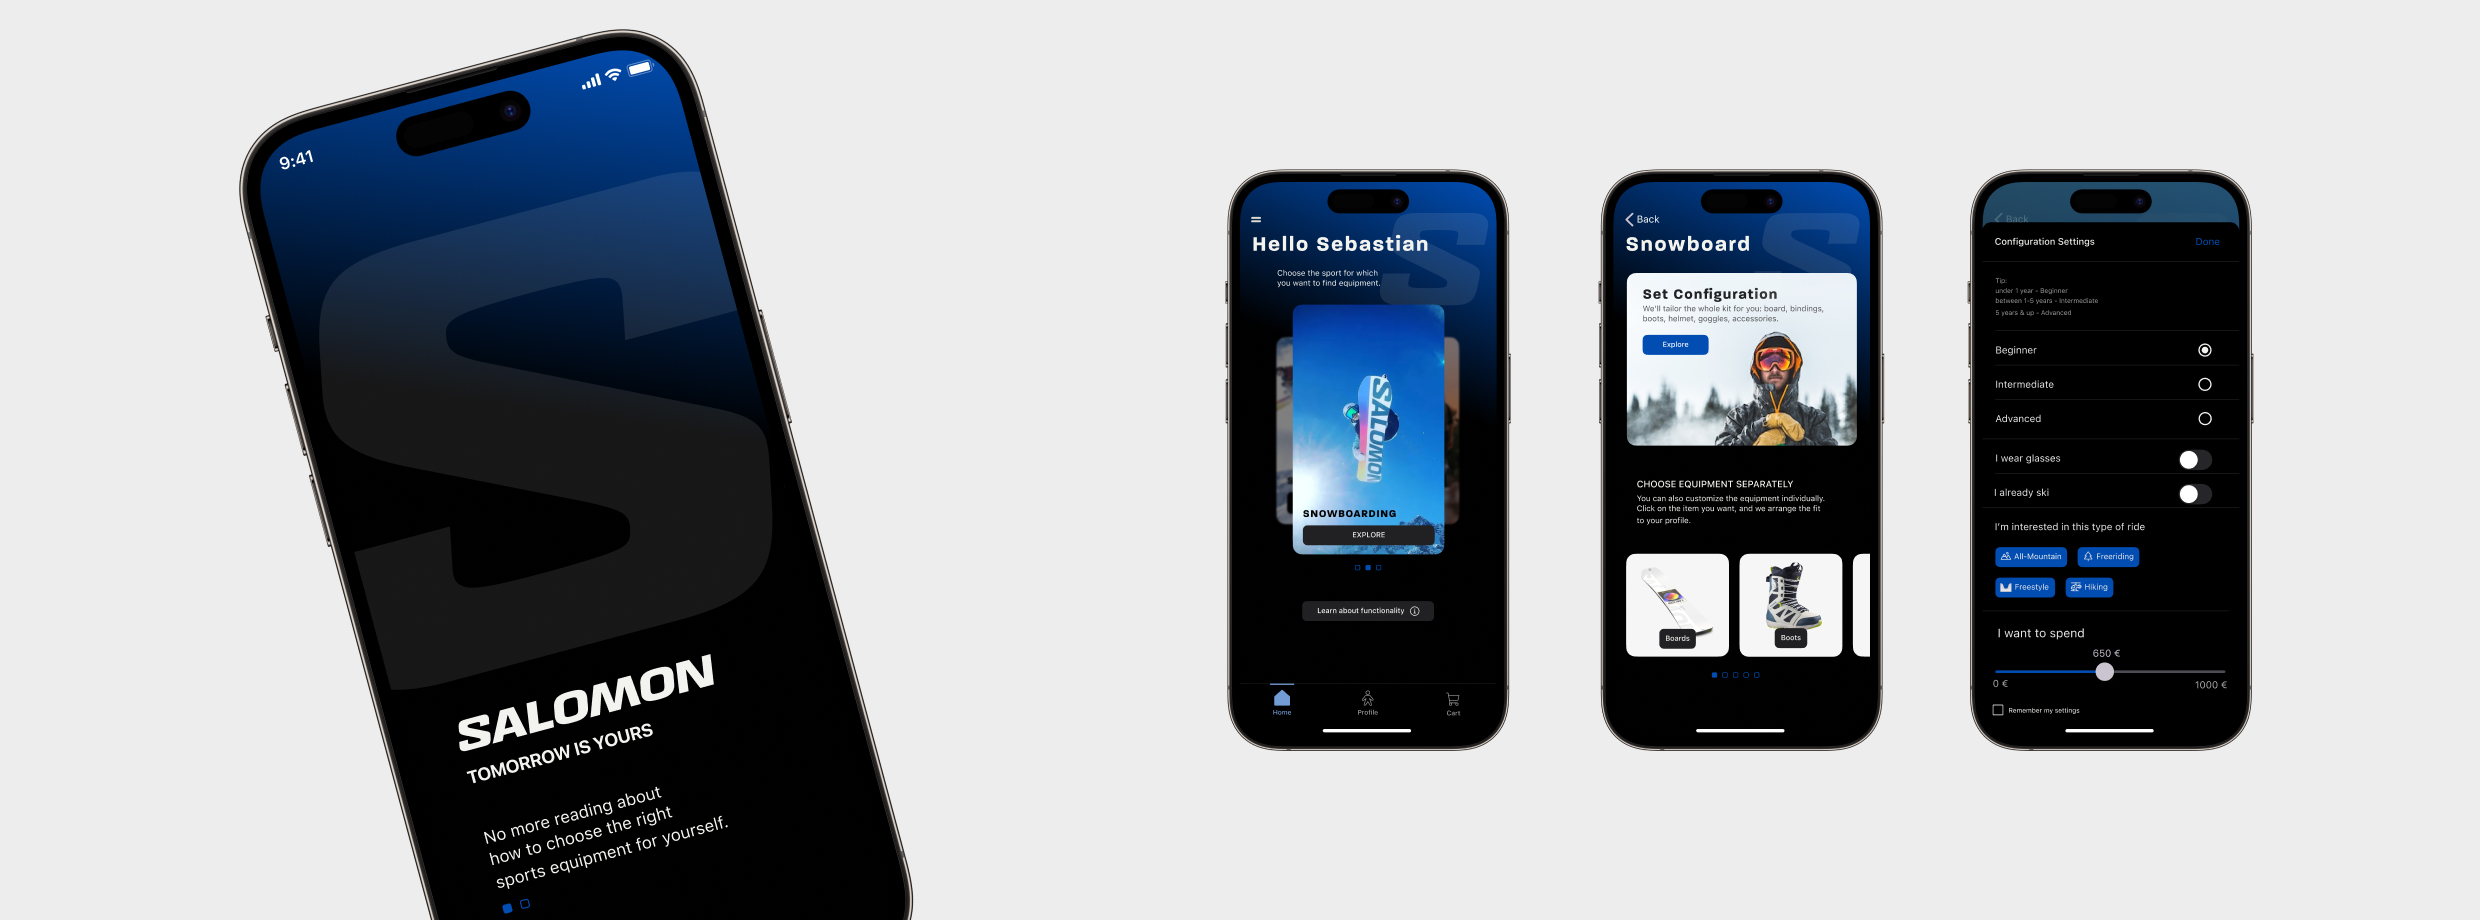 9:41
SALOMON
TOMORROW IS YOURS
No more reading about
how to choose the right
sports equipment for yourself.
Hello Sebastian
Choose the sport for which
you want to find equipment.
SALOMON
SNOWBOARDING
EXPLORE
Learn about functionality
Home
Profile
Cart
Back
Snowboard
Set Configuration
We'll tailor the whole kit for you: board, bindings,
boots, helmet, goggles, accessories.
Explore
CHOOSE EQUIPMENT SEPARATELY
You can also customize the equipment individually.
Click on the item you want, and we arrange the fit
to your profile.
Boards
Boots
Back
Configuration Settings
Done
Tip:
under 1 year - Beginner
between 1-5 years - Intermediate
5 years & up - Advanced
Beginner
Intermediate
Advanced
I wear glasses
I already ski
I'm interested in this type of ride
All-Mountain
Freeriding
Freestyle
Hiking
I want to spend
650 €
0 €
1000 €
Remember my settings